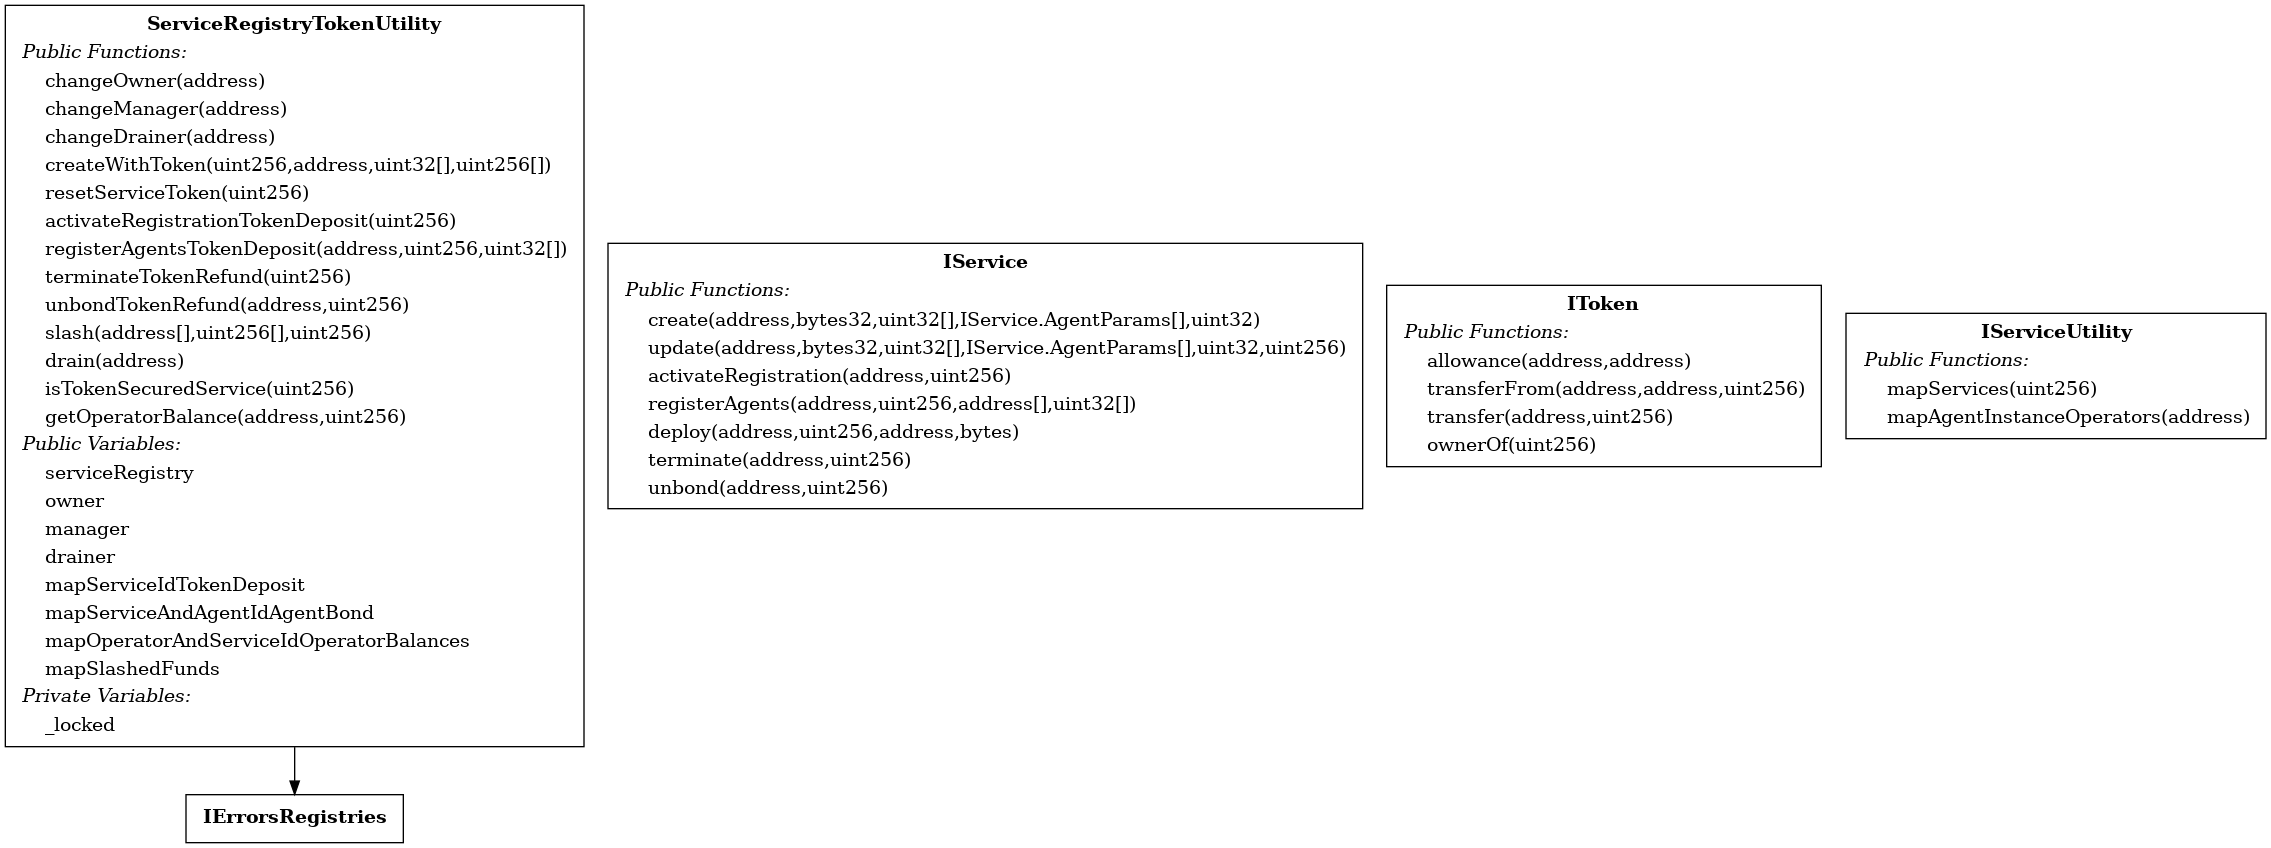 ServiceRegistryTokenUtility
Public Functions:
changeOwner(address)
changeManager(address)
changeDrainer(address)
createWithToken(uint256,address,uint32[],uint256[])
resetServiceToken(uint256)
activateRegistrationTokenDeposit(uint256)
registerAgentsTokenDeposit(address,uint256,uint32[])
terminateTokenRefund(uint256)
unbondTokenRefund(address,uint256)
slash(address[],uint256[],uint256)
drain(address)
isTokenSecuredService(uint256)
getOperatorBalance(address,uint256)
Public Variables:
serviceRegistry
owner
manager
drainer
mapServiceIdTokenDeposit
mapServiceAndAgentIdAgentBond
mapOperatorAndServiceIdOperatorBalances
mapSlashedFunds
Private Variables:
_locked
IErrorsRegistries
IService
Public Functions:
create(address,bytes32,uint32[],IService.AgentParams[],uint32)
update(address,bytes32,uint32[],IService.AgentParams[],uint32,uint256)
activateRegistration(address,uint256)
registerAgents(address,uint256,address[],uint32[])
deploy(address,uint256,address,bytes)
terminate(address,uint256)
unbond(address,uint256)
IToken
Public Functions:
allowance(address,address)
transferFrom(address,address,uint256)
transfer(address,uint256)
ownerOf(uint256)
IServiceUtility
Public Functions:
mapServices(uint256)
mapAgentInstanceOperators(address)